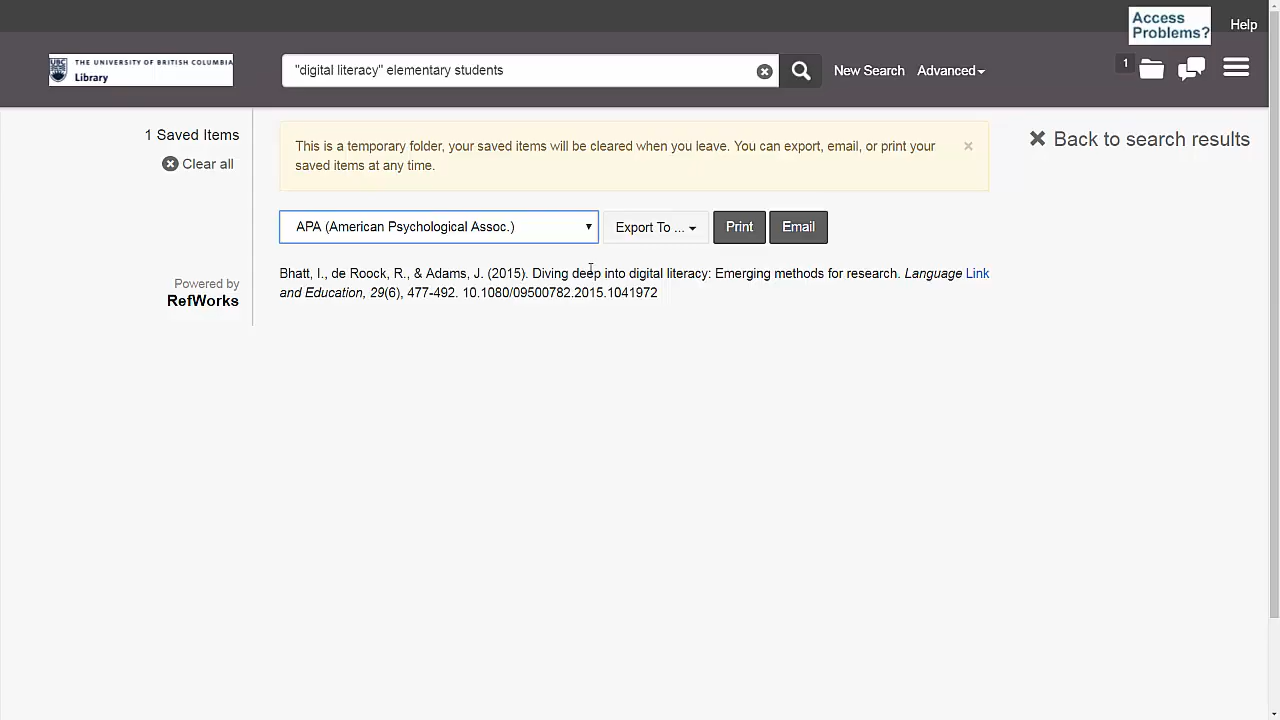 Access
Problems?
Help
UBC
THE UNIVERSITY OF BRITISH COLUMBIA
Library
"digital literacy" elementary students
New Search
Advanced
1
1 Saved Items
Clear all
This is a temporary folder, your saved items will be cleared when you leave. You can export, email, or print your
saved items at any time.
×
Back to search results
APA (American Psychological Assoc.)
Export To ...
Print
Email
Bhatt, I., de Roock, R., & Adams, J. (2015). Diving deep into digital literacy: Emerging methods for research. Language Link
and Education, 29(6), 477-492. 10.1080/09500782.2015.1041972
Powered by
RefWorks